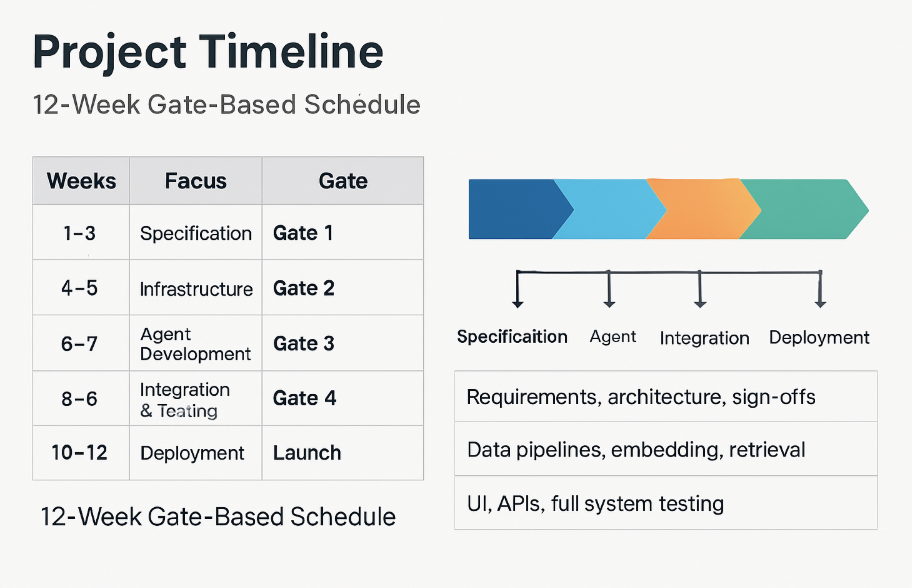 Project Timeline
12-Week Gate-Based Schedule
Weeks Facus Gate
1–3 Specification Gate 1
4–5 Infrastructure Gate 2
6–7 Agent Development Gate 3
8–6 Integration & Teating Gate 4
10–12 Deployment Launch
12-Week Gate-Based Schedule
Specificaition Agent Integration Deployment
Requirements, architecture, sign-offs
Data pipelines, embedding, retrieval
UI, APIs, full system testing